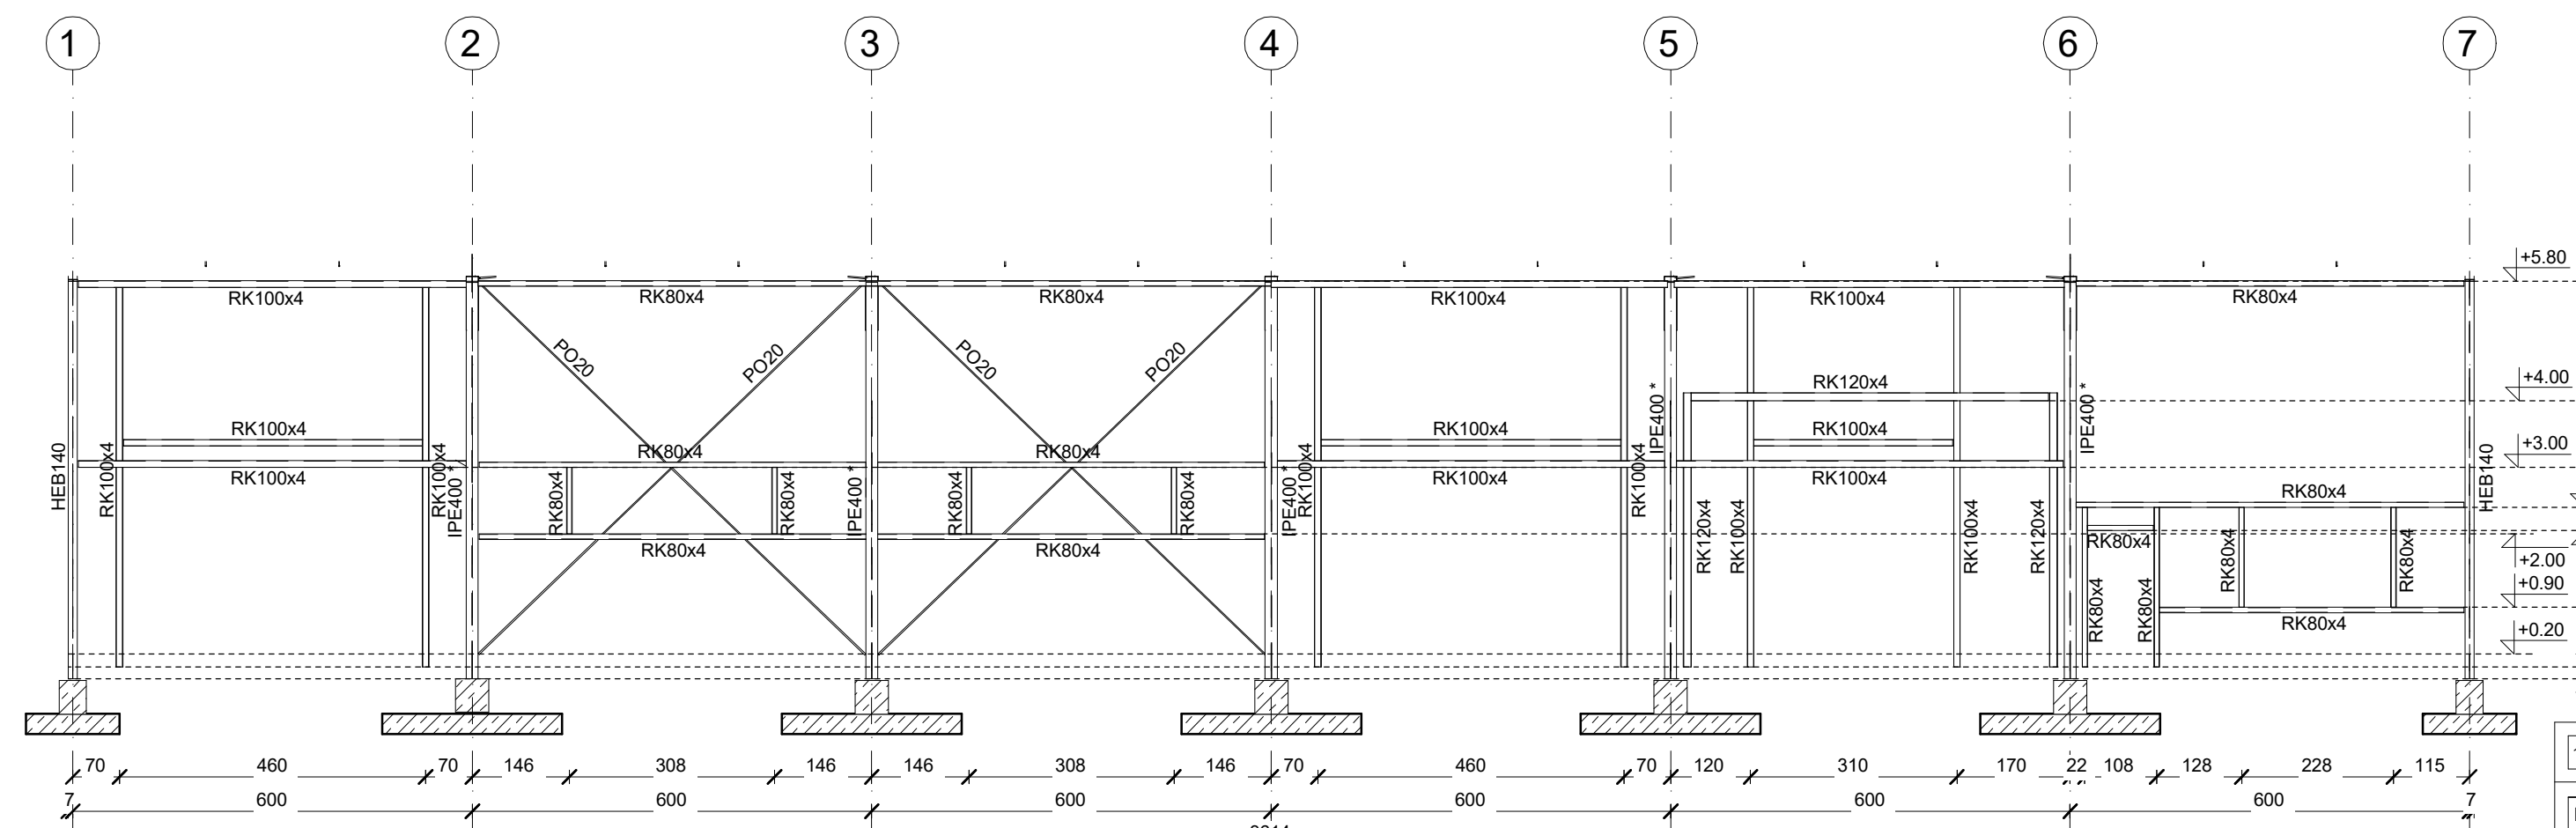 1 2 3 4 5 6 7
+5.80
RK100x4 RK80x4 RK80x4 RK100x4 RK100x4 RK80x4
PO20 PO20 PO20 PO20
+4.00
RK120x4
IPE400 * IPE400 *
RK100x4 RK100x4 RK100x4
+3.00
RK80x4 RK80x4
HEB140 RK100x4 RK100x4 IPE400 * RK80x4 RK80x4 IPE400 * RK80x4 RK80x4 IPE400 * RK100x4 RK100x4 HEB140
RK100x4 RK100x4 RK100x4
RK80x4
RK120x4 RK100x4 RK100x4 RK120x4
RK80x4
RK80x4 RK80x4
RK80x4 RK80x4
+2.00
+0.90
RK80x4 RK80x4
RK80x4
+0.20
70 460 70 146 308 146 146 308 146 70 460 70 120 310 170 22 108 128 228 115
7 600 600 600 600 600 600 7